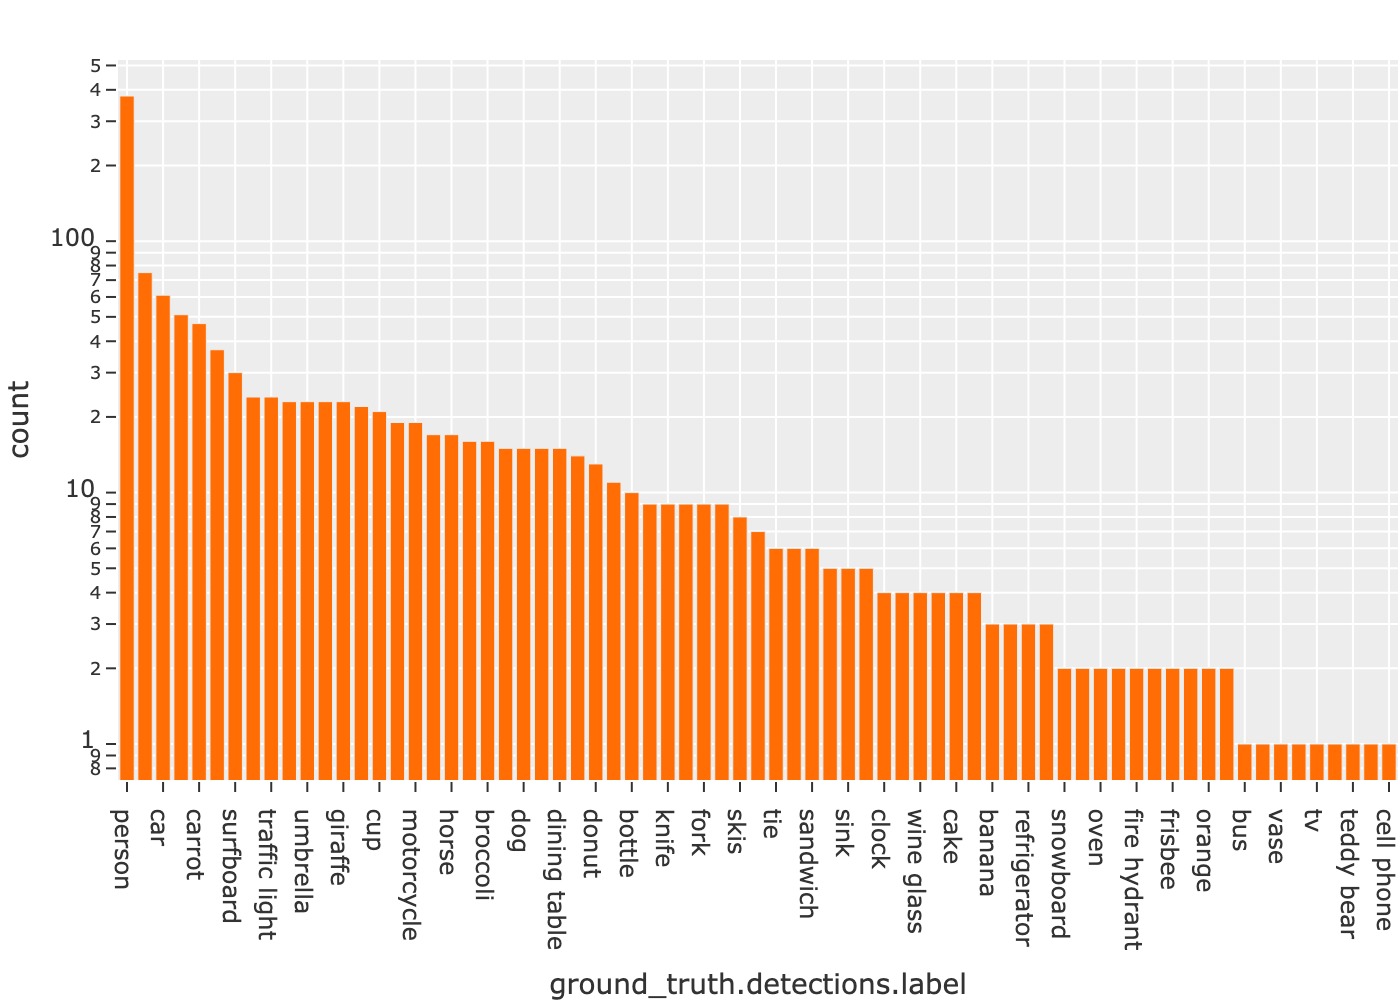 5
4
3
2
100
9
8
7
6
5
4
3
2
10
9
8
7
6
5
4
3
2
1
9
8
count
person
car
carrot
surfboard
traffic light
umbrella
giraffe
cup
motorcycle
horse
broccoli
dog
dining table
donut
bottle
knife
fork
skis
tie
sandwich
sink
clock
wine glass
cake
banana
refrigerator
snowboard
oven
fire hydrant
frisbee
orange
bus
vase
tv
teddy bear
cell phone
ground_truth.detections.label